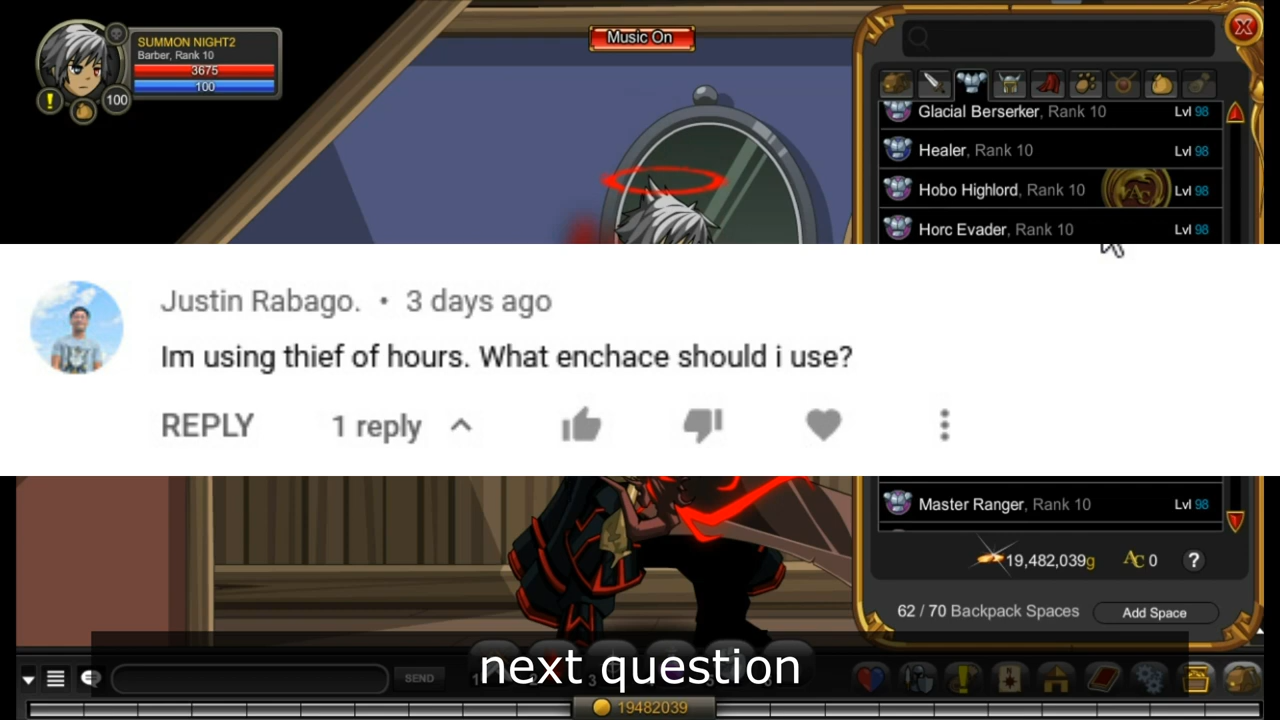 SUMMON NIGHT2
Barber, Rank 10
3675
100
100
Music On
Glacial Berserker, Rank 10 Lvl 98
Healer, Rank 10 Lvl 98
Hobo Highlord, Rank 10 Lvl 98
Horc Evader, Rank 10 Lvl 98
Justin Rabago. • 3 days ago
Im using thief of hours. What enchace should i use?
REPLY 1 reply
Master Ranger, Rank 10 Lvl 98
19,482,039g AC 0 ?
62 / 70 Backpack Spaces Add Space
next question
SEND
19482039